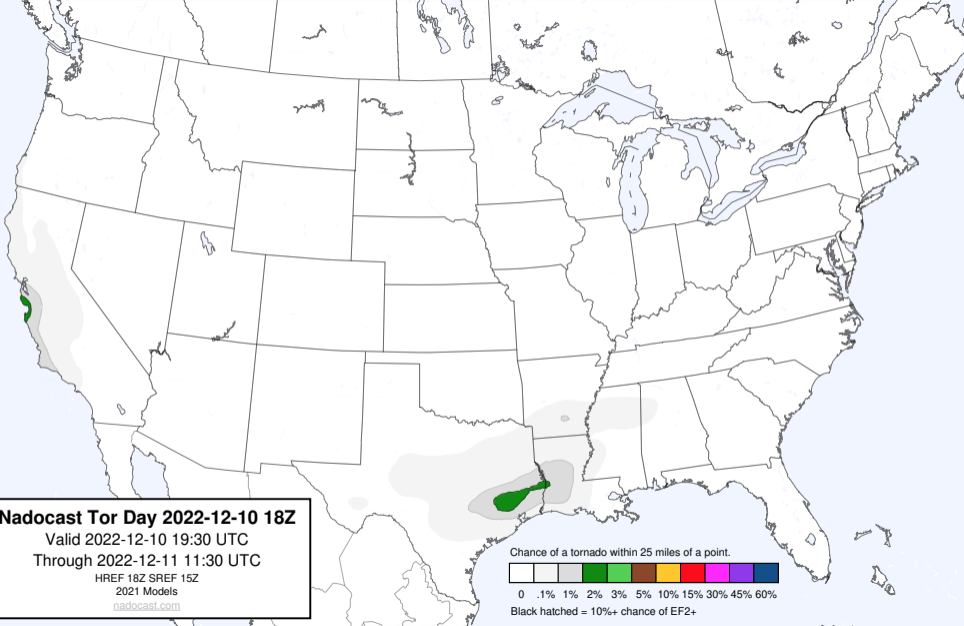 Nadocast Tor Day 2022-12-10 18Z
Valid 2022-12-10 19:30 UTC
Through 2022-12-11 11:30 UTC
HREF 18Z SREF 15Z
2021 Models
nadocast.com
Chance of a tornado within 25 miles of a point.
0 .1% 1% 2% 3% 5% 10% 15% 30% 45% 60%
Black hatched = 10%+ chance of EF2+